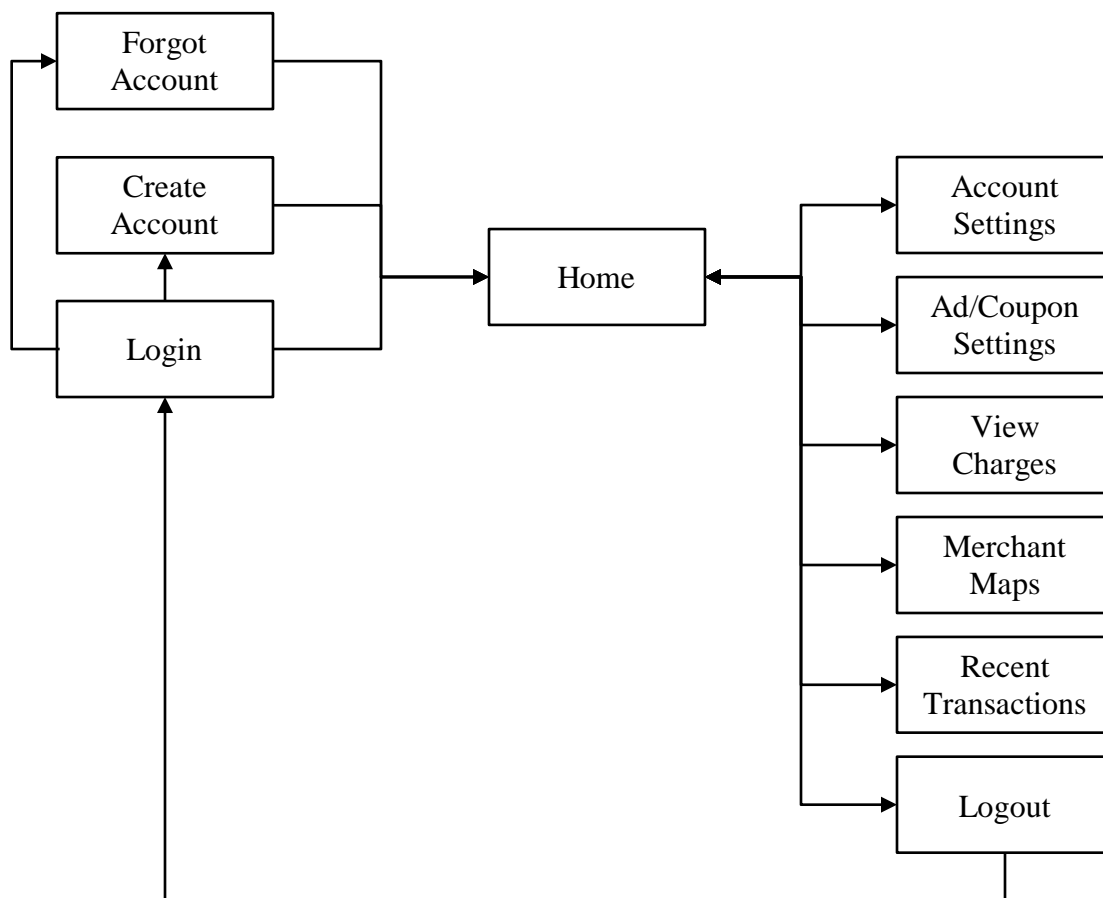 Forgot
Account
Create
Account
Login
Home
Account
Settings
Ad/Coupon
Settings
View
Charges
Merchant
Maps
Recent
Transactions
Logout